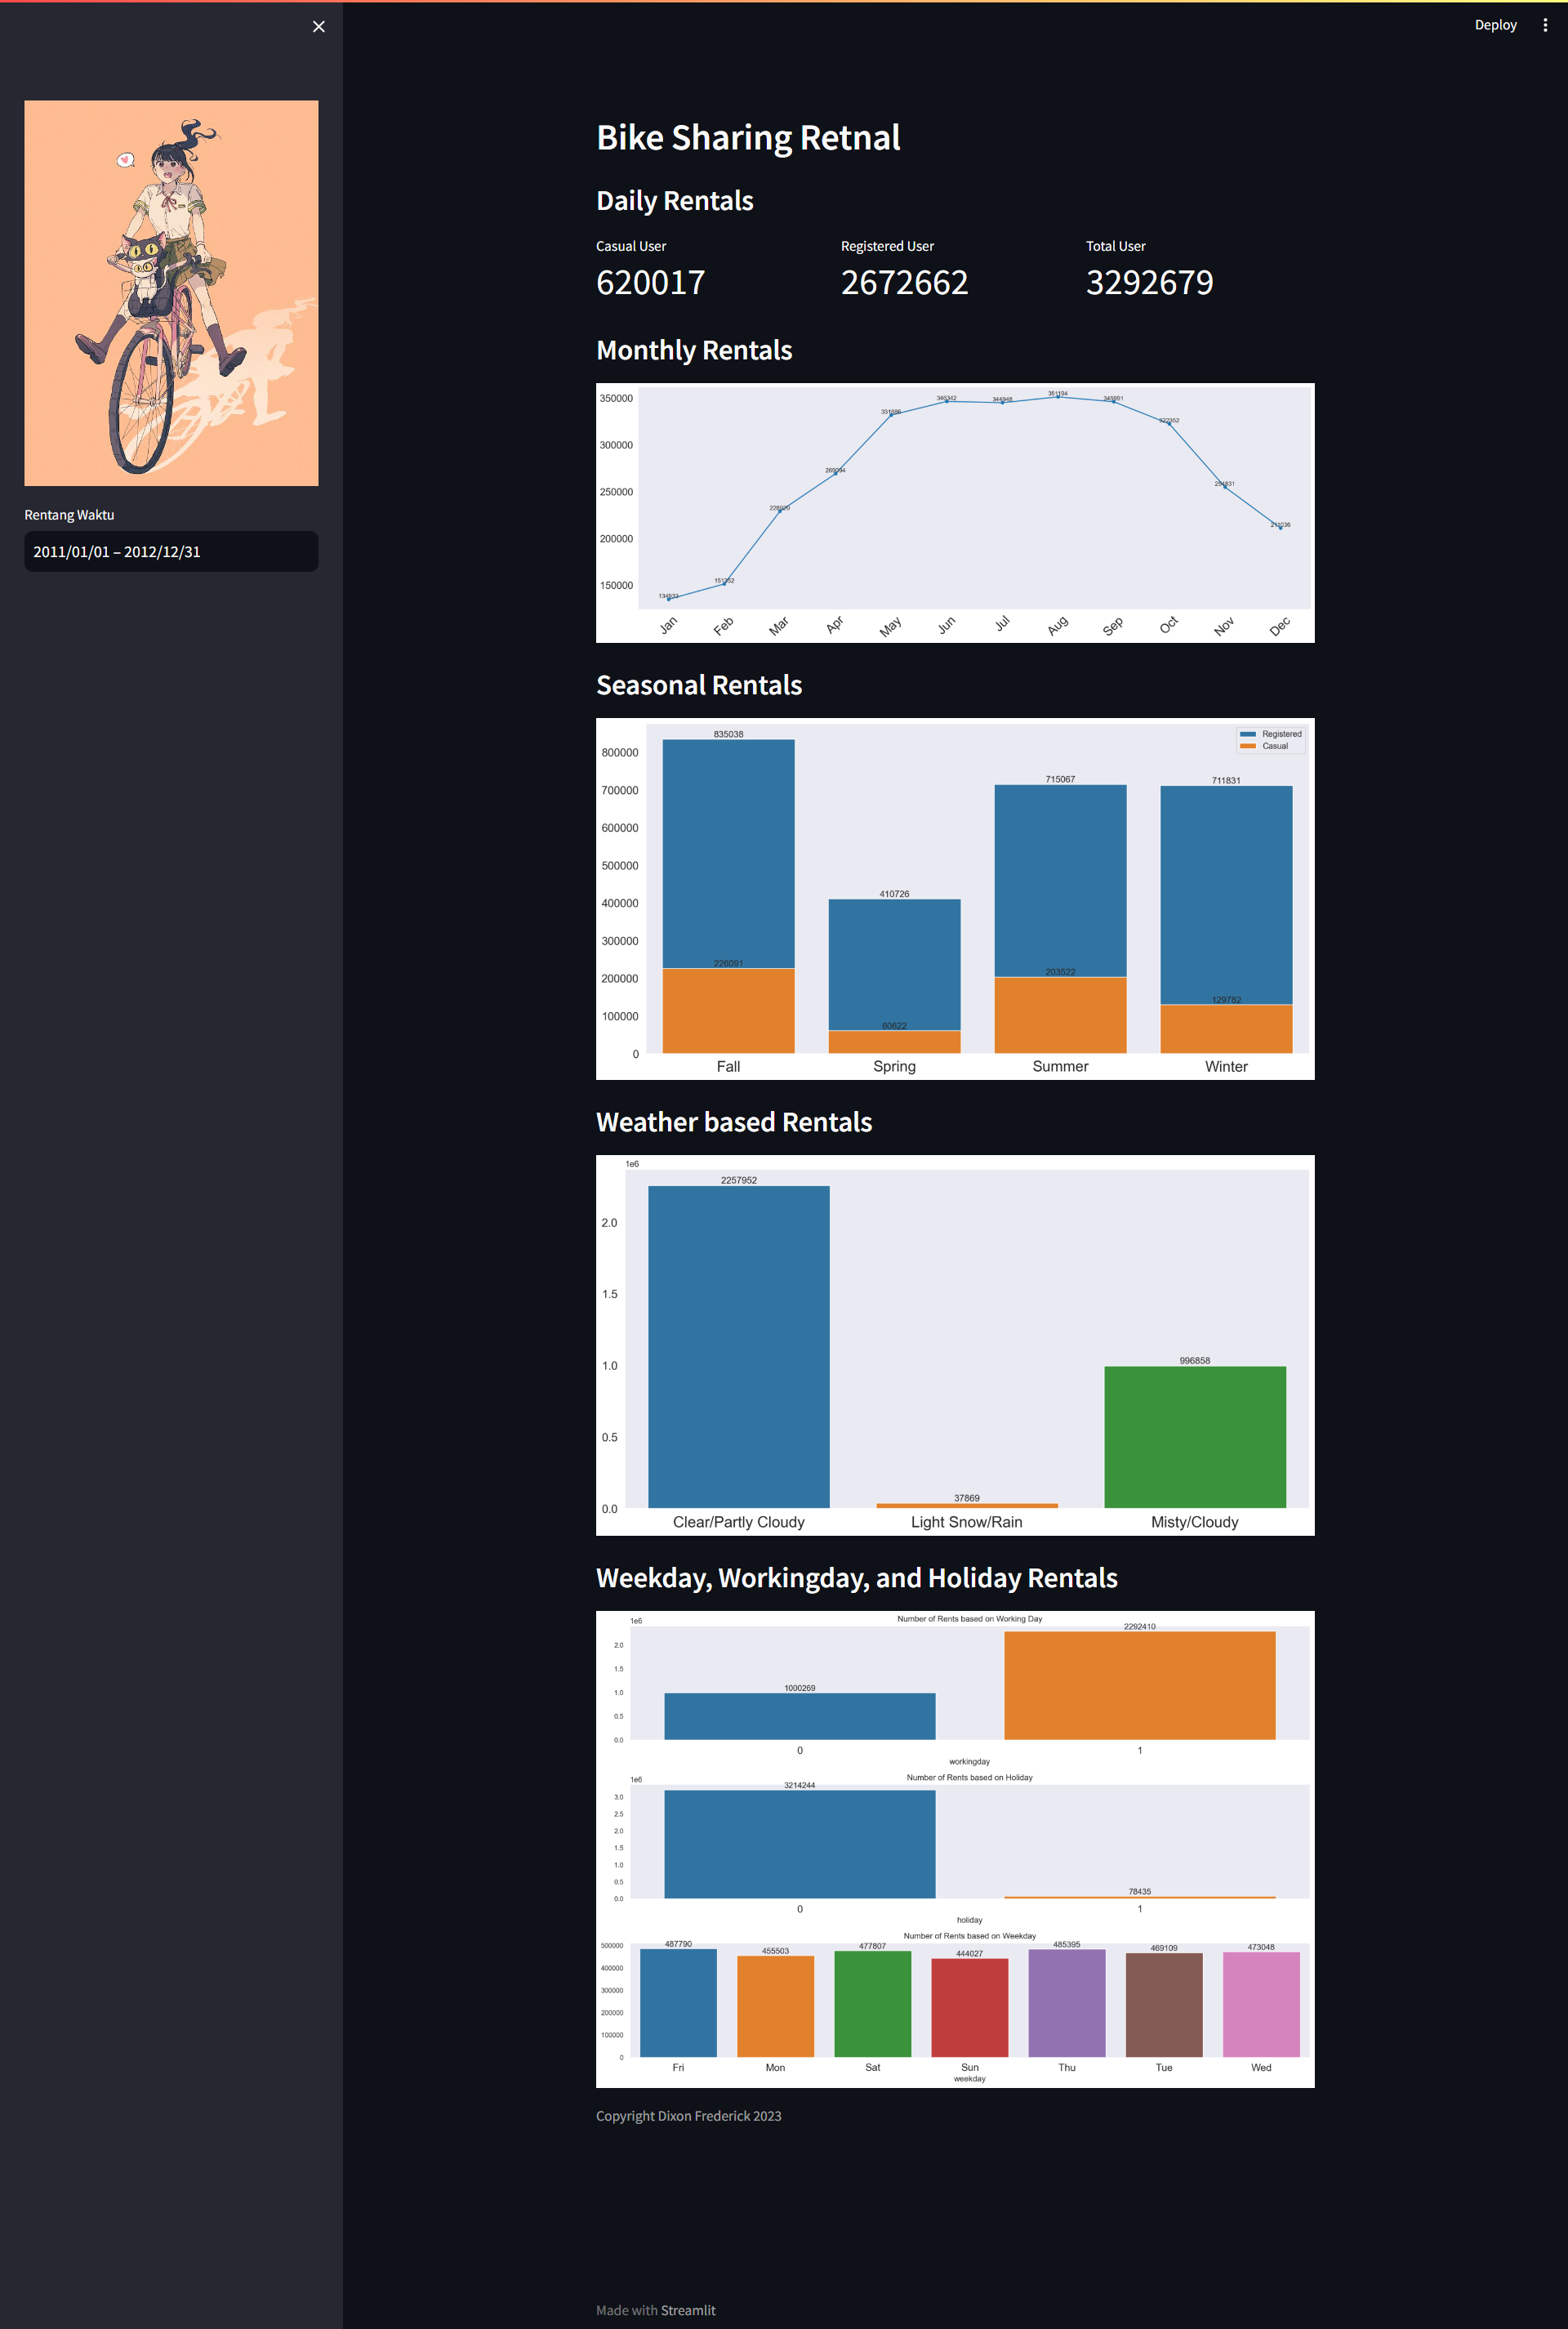 Deploy
Rentang Waktu
2011/01/01 – 2012/12/31
Bike Sharing Retnal
Daily Rentals
Casual User
620017
Registered User
2672662
Total User
3292679
Monthly Rentals
350000
300000
250000
200000
150000
134933
151352
228920
269094
331686
346342
344948
351194
345991
322352
254831
211036
Jan
Feb
Mar
Apr
May
Jun
Jul
Aug
Sep
Oct
Nov
Dec
Seasonal Rentals
Registered
Casual
800000
700000
600000
500000
400000
300000
200000
100000
0
835038
226091
410726
60622
715067
203522
711831
129782
Fall
Spring
Summer
Winter
Weather based Rentals
1e6
2.0
1.5
1.0
0.5
0.0
2257952
37869
996858
Clear/Partly Cloudy
Light Snow/Rain
Misty/Cloudy
Weekday, Workingday, and Holiday Rentals
Number of Rents based on Working Day
1e6
2.0
1.5
1.0
0.5
0.0
1000269
2292410
0
1
workingday
Number of Rents based on Holiday
1e6
3.0
2.5
2.0
1.5
1.0
0.5
0.0
3214244
78435
0
1
holiday
Number of Rents based on Weekday
500000
400000
300000
200000
100000
0
487790
455503
477807
444027
485395
469109
473048
Fri
Mon
Sat
Sun
Thu
Tue
Wed
weekday
Copyright Dixon Frederick 2023
Made with Streamlit